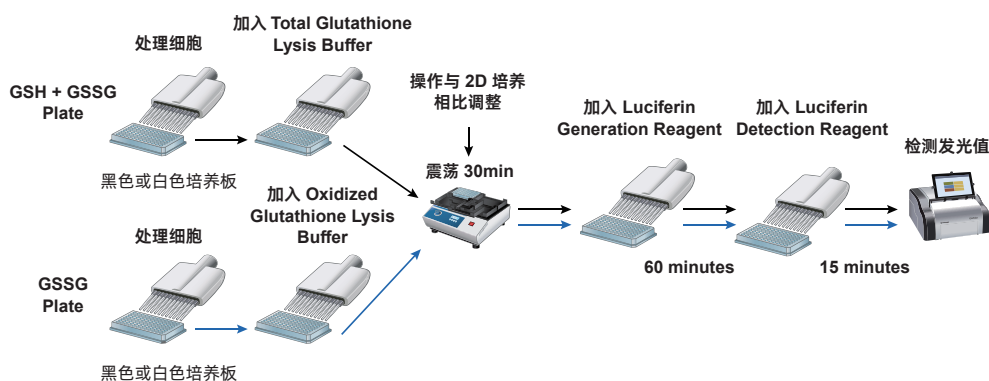 处理细胞
加入 Total Glutathione
Lysis Buffer
GSH + GSSG
Plate
黑色或白色培养板
操作与 2D 培养
相比调整
震荡 30min
加入 Luciferin
Generation Reagent
加入 Luciferin
Detection Reagent
检测发光值
60 minutes
15 minutes
处理细胞
加入 Oxidized
Glutathione Lysis
Buffer
GSSG
Plate
黑色或白色培养板